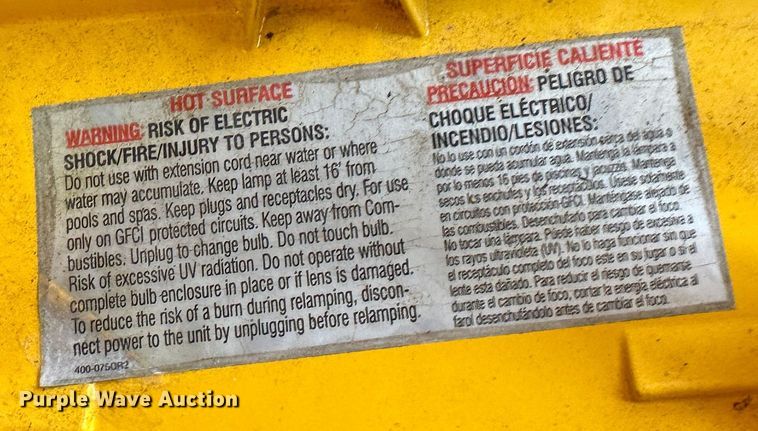 HOT SURFACE
WARNING: RISK OF ELECTRIC
SHOCK/FIRE/INJURY TO PERSONS:
Do not use with extension cord near water or where
water may accumulate. Keep lamp at least 16' from
pools and spas. Keep plugs and receptacles dry. For use
only on GFCI protected circuits. Keep away from Com-
bustibles. Unplug to change bulb. Do not touch bulb.
Risk of excessive UV radiation. Do not operate without
complete bulb enclosure in place or if lens is damaged.
To reduce the risk of a burn during relamping, discon-
nect power to the unit by unplugging before relamping.
SUPERFICIE CALIENTE
PRECAUCION: PELIGRO DE
CHOQUE ELÉCTRICO/
INCENDIO/LESIONES:
No lo use con un cordón de extensión cerca del agua o
donde se pueda acumular agua. Mantenga la lámpara a
por lo menos 16 pies de piscinas y jacuzzis. Mantenga
secos los enchufes y los receptáculos. Úsese solamente
en circuitos con protección GFCI. Manténgase alejado de
las combustibles. Desenchufarlo para cambiar el foco.
No tocar una lámpara. Puede haber riesgo de excesiva a
los rayos ultravioleta (UV). No lo haga funcionar sin que
el receptáculo completo del foco este en su lugar o si el
lente esta dañado. Para reducir el riesgo de quemarse
durante el cambio de foco, cortar la energía eléctrica al
farol desenchufándolo antes de cambiar el foco.
Purple Wave Auction